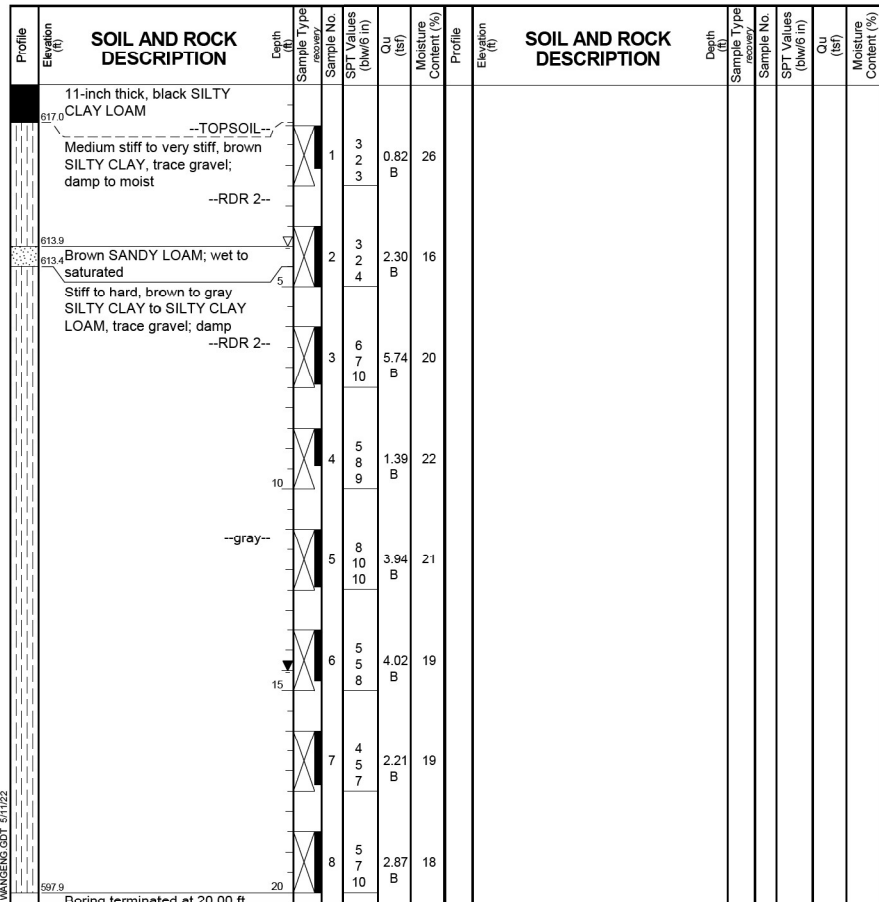 Profile
Elevation (ft)
SOIL AND ROCK
DESCRIPTION
Depth (ft)
Sample Type
recovery
Sample No.
SPT Values (blw/6 in)
Qu (tsf)
Moisture Content (%)
Profile
Elevation (ft)
SOIL AND ROCK
DESCRIPTION
Depth (ft)
Sample Type
recovery
Sample No.
SPT Values (blw/6 in)
Qu (tsf)
Moisture Content (%)
11-inch thick, black SILTY
CLAY LOAM
617.0
--TOPSOIL--
Medium stiff to very stiff, brown
SILTY CLAY, trace gravel;
damp to moist
--RDR 2--
1
3
2
3
0.82
B
26
613.9
Brown SANDY LOAM; wet to
613.4
saturated
5
2
3
2
4
2.30
B
16
Stiff to hard, brown to gray
SILTY CLAY to SILTY CLAY
LOAM, trace gravel; damp
--RDR 2--
3
6
7
10
5.74
B
20
4
5
8
9
1.39
B
22
10
--gray--
5
8
10
10
3.94
B
21
6
5
5
8
4.02
B
19
15
7
4
5
7
2.21
B
19
8
5
7
10
2.87
B
18
597.9
20
Boring terminated at 20.00 ft
WANGENG.GDT 5/11/22